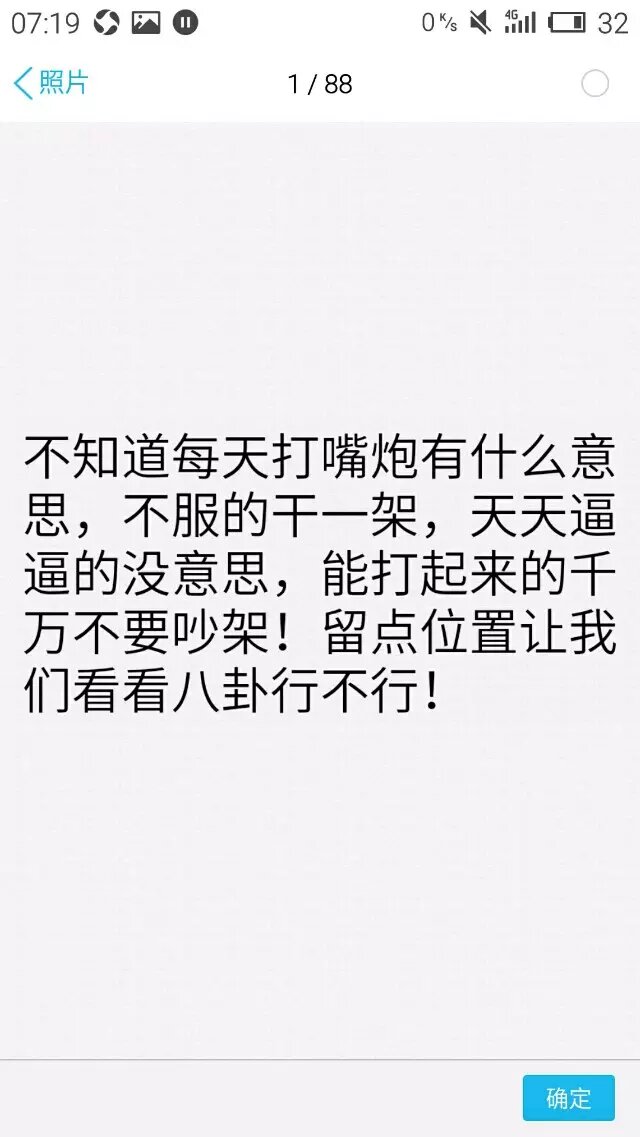 07:19 0 K/s 4G 32
照片 1 / 88
不知道每天打嘴炮有什么意
思，不服的干一架，天天逼
逼的没意思，能打起来的千
万不要吵架！留点位置让我
们看看八卦行不行！
确定